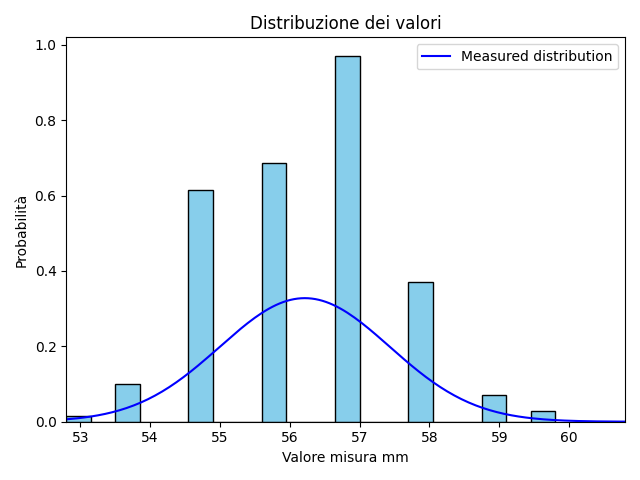 Distribuzione dei valori
Measured distribution
1.0
0.8
0.6
0.4
0.2
0.0
Probabilità
53 54 55 56 57 58 59 60
Valore misura mm